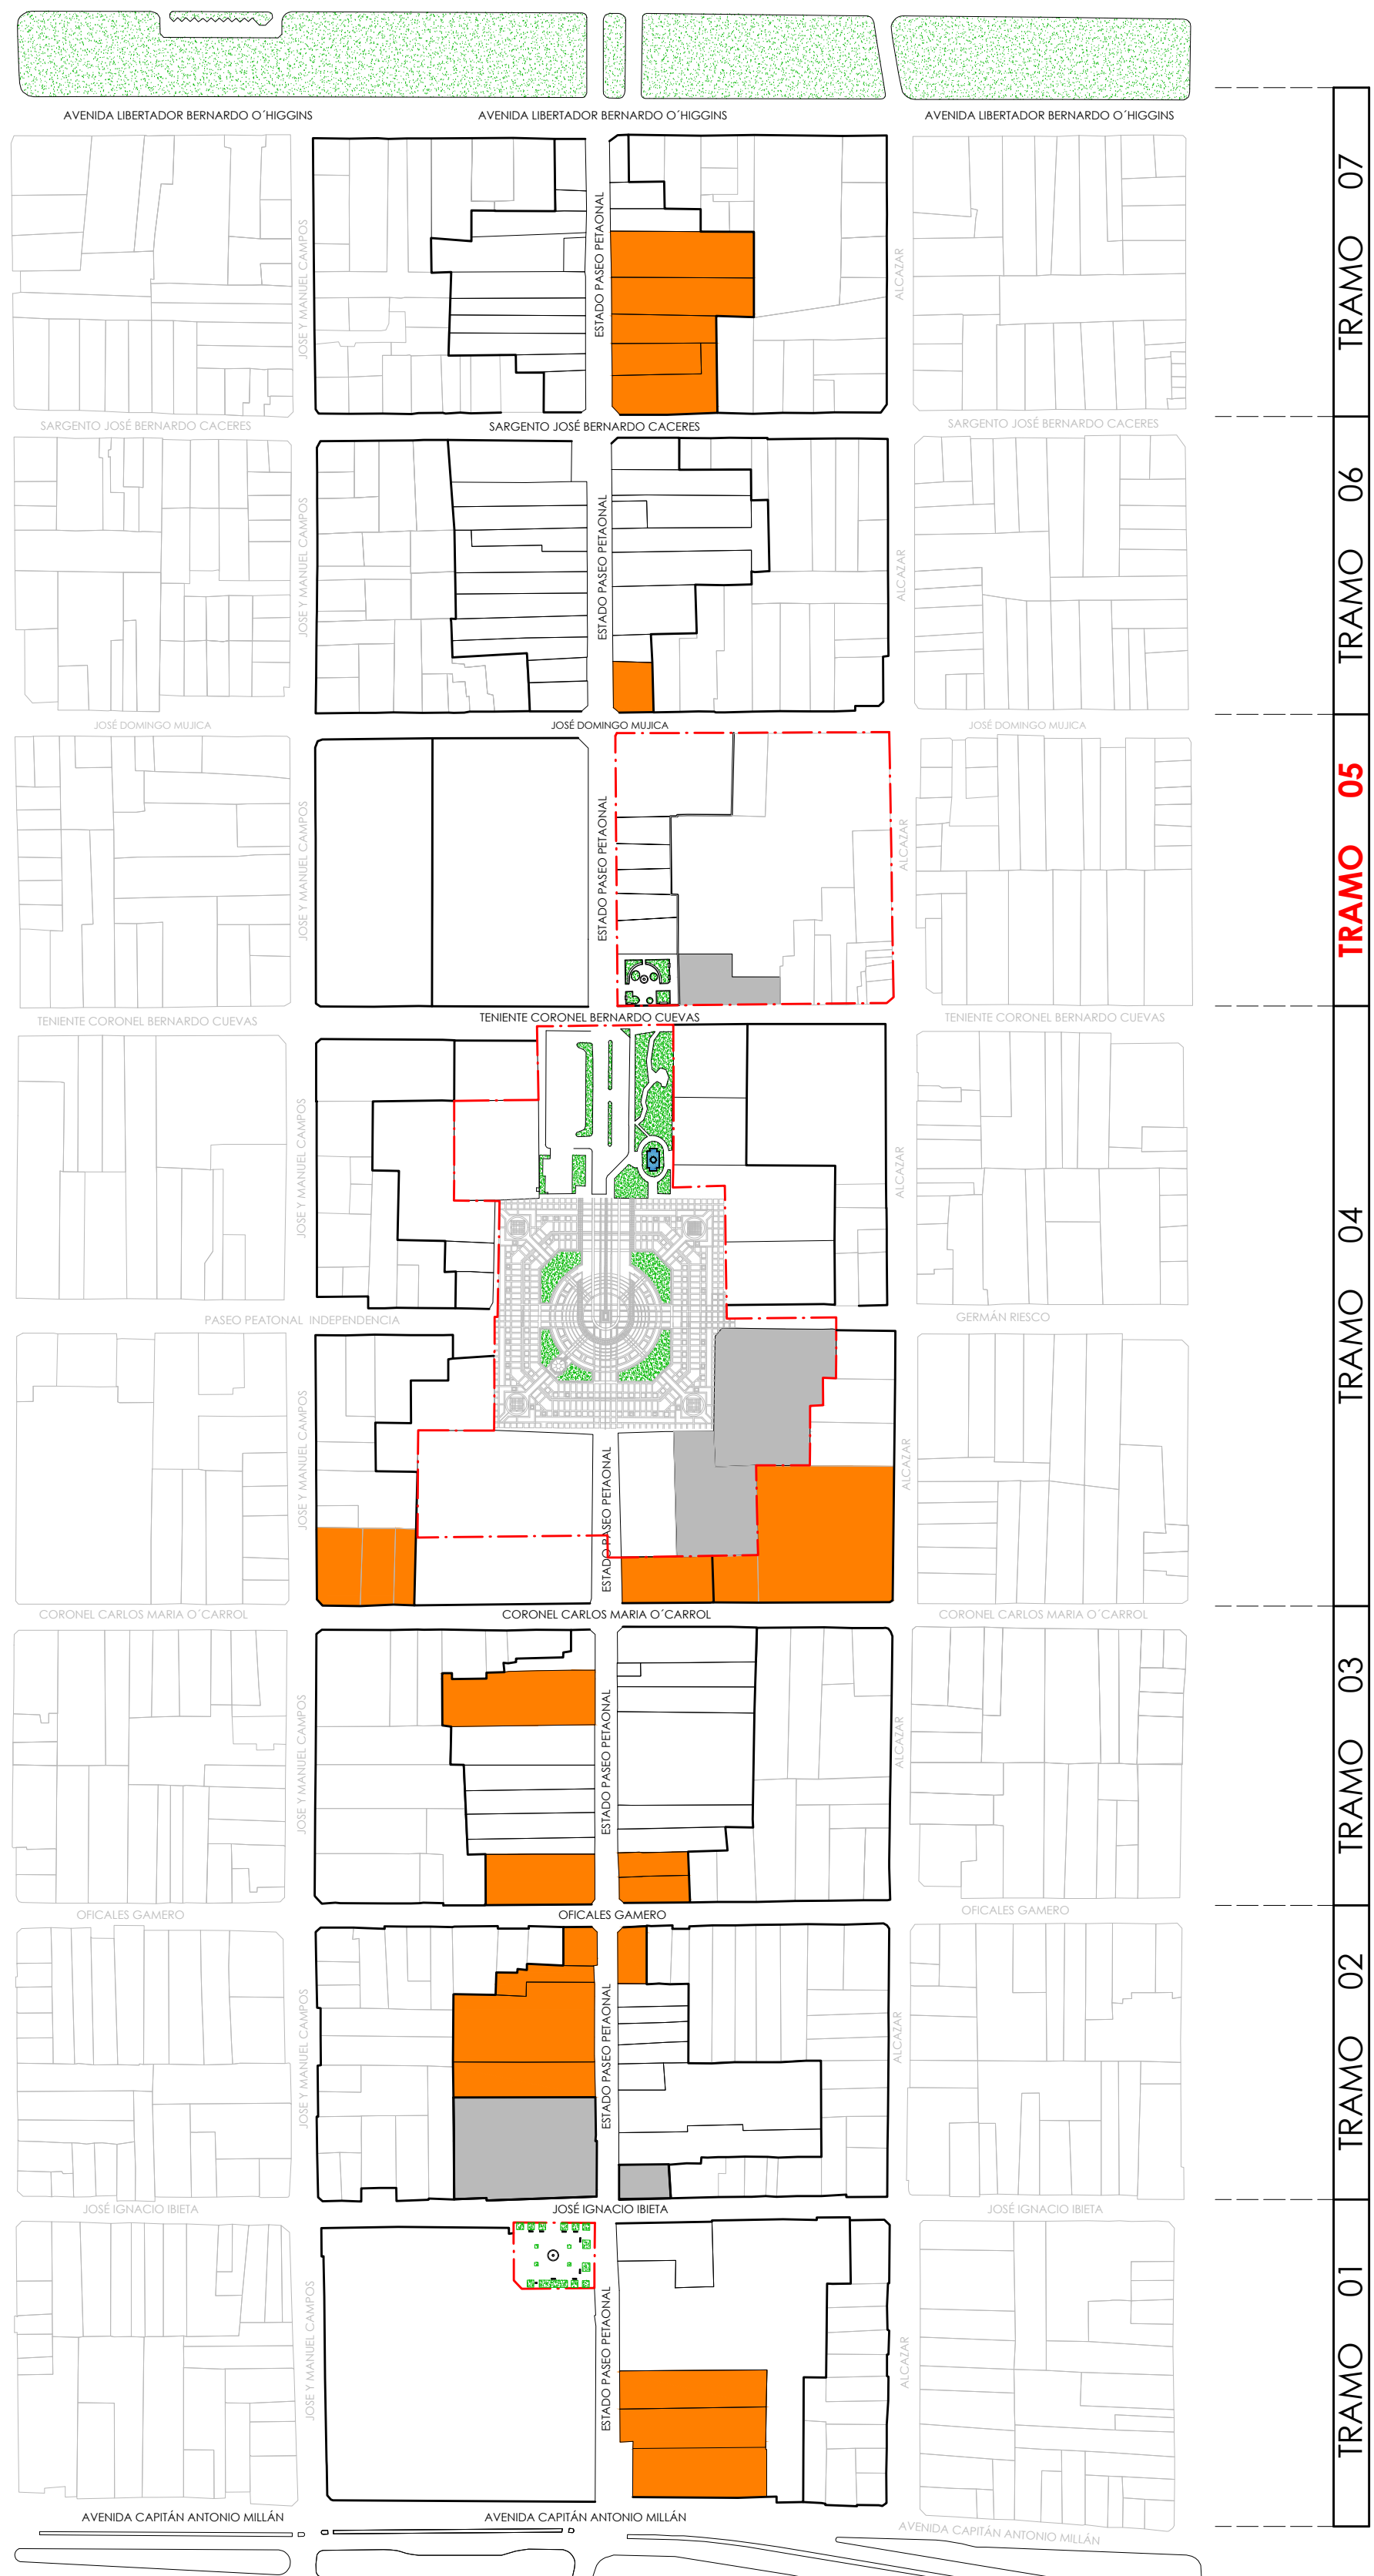 AVENIDA LIBERTADOR BERNARDO O´HIGGINS
AVENIDA LIBERTADOR BERNARDO O´HIGGINS
AVENIDA LIBERTADOR BERNARDO O´HIGGINS
JOSE Y MANUEL CAMPOS
ESTADO PASEO PETAONAL
ALCAZAR
TRAMO 07
SARGENTO JOSÉ BERNARDO CACERES
SARGENTO JOSÉ BERNARDO CACERES
SARGENTO JOSÉ BERNARDO CACERES
JOSE Y MANUEL CAMPOS
ESTADO PASEO PETAONAL
ALCAZAR
TRAMO 06
JOSÉ DOMINGO MUJICA
JOSÉ DOMINGO MUJICA
JOSÉ DOMINGO MUJICA
JOSE Y MANUEL CAMPOS
ESTADO PASEO PETAONAL
ALCAZAR
TRAMO 05
TENIENTE CORONEL BERNARDO CUEVAS
TENIENTE CORONEL BERNARDO CUEVAS
TENIENTE CORONEL BERNARDO CUEVAS
JOSE Y MANUEL CAMPOS
ALCAZAR
TRAMO 04
PASEO PEATONAL INDEPENDENCIA
GERMÁN RIESCO
JOSE Y MANUEL CAMPOS
ESTADO PASEO PETAONAL
ALCAZAR
CORONEL CARLOS MARIA O´CARROL
CORONEL CARLOS MARIA O´CARROL
CORONEL CARLOS MARIA O´CARROL
JOSE Y MANUEL CAMPOS
ESTADO PASEO PETAONAL
ALCAZAR
TRAMO 03
OFICALES GAMERO
OFICALES GAMERO
OFICALES GAMERO
JOSE Y MANUEL CAMPOS
ESTADO PASEO PETAONAL
ALCAZAR
TRAMO 02
JOSÉ IGNACIO IBIETA
JOSÉ IGNACIO IBIETA
JOSÉ IGNACIO IBIETA
JOSE Y MANUEL CAMPOS
ESTADO PASEO PETAONAL
ALCAZAR
TRAMO 01
AVENIDA CAPITÁN ANTONIO MILLÁN
AVENIDA CAPITÁN ANTONIO MILLÁN
AVENIDA CAPITÁN ANTONIO MILLÁN